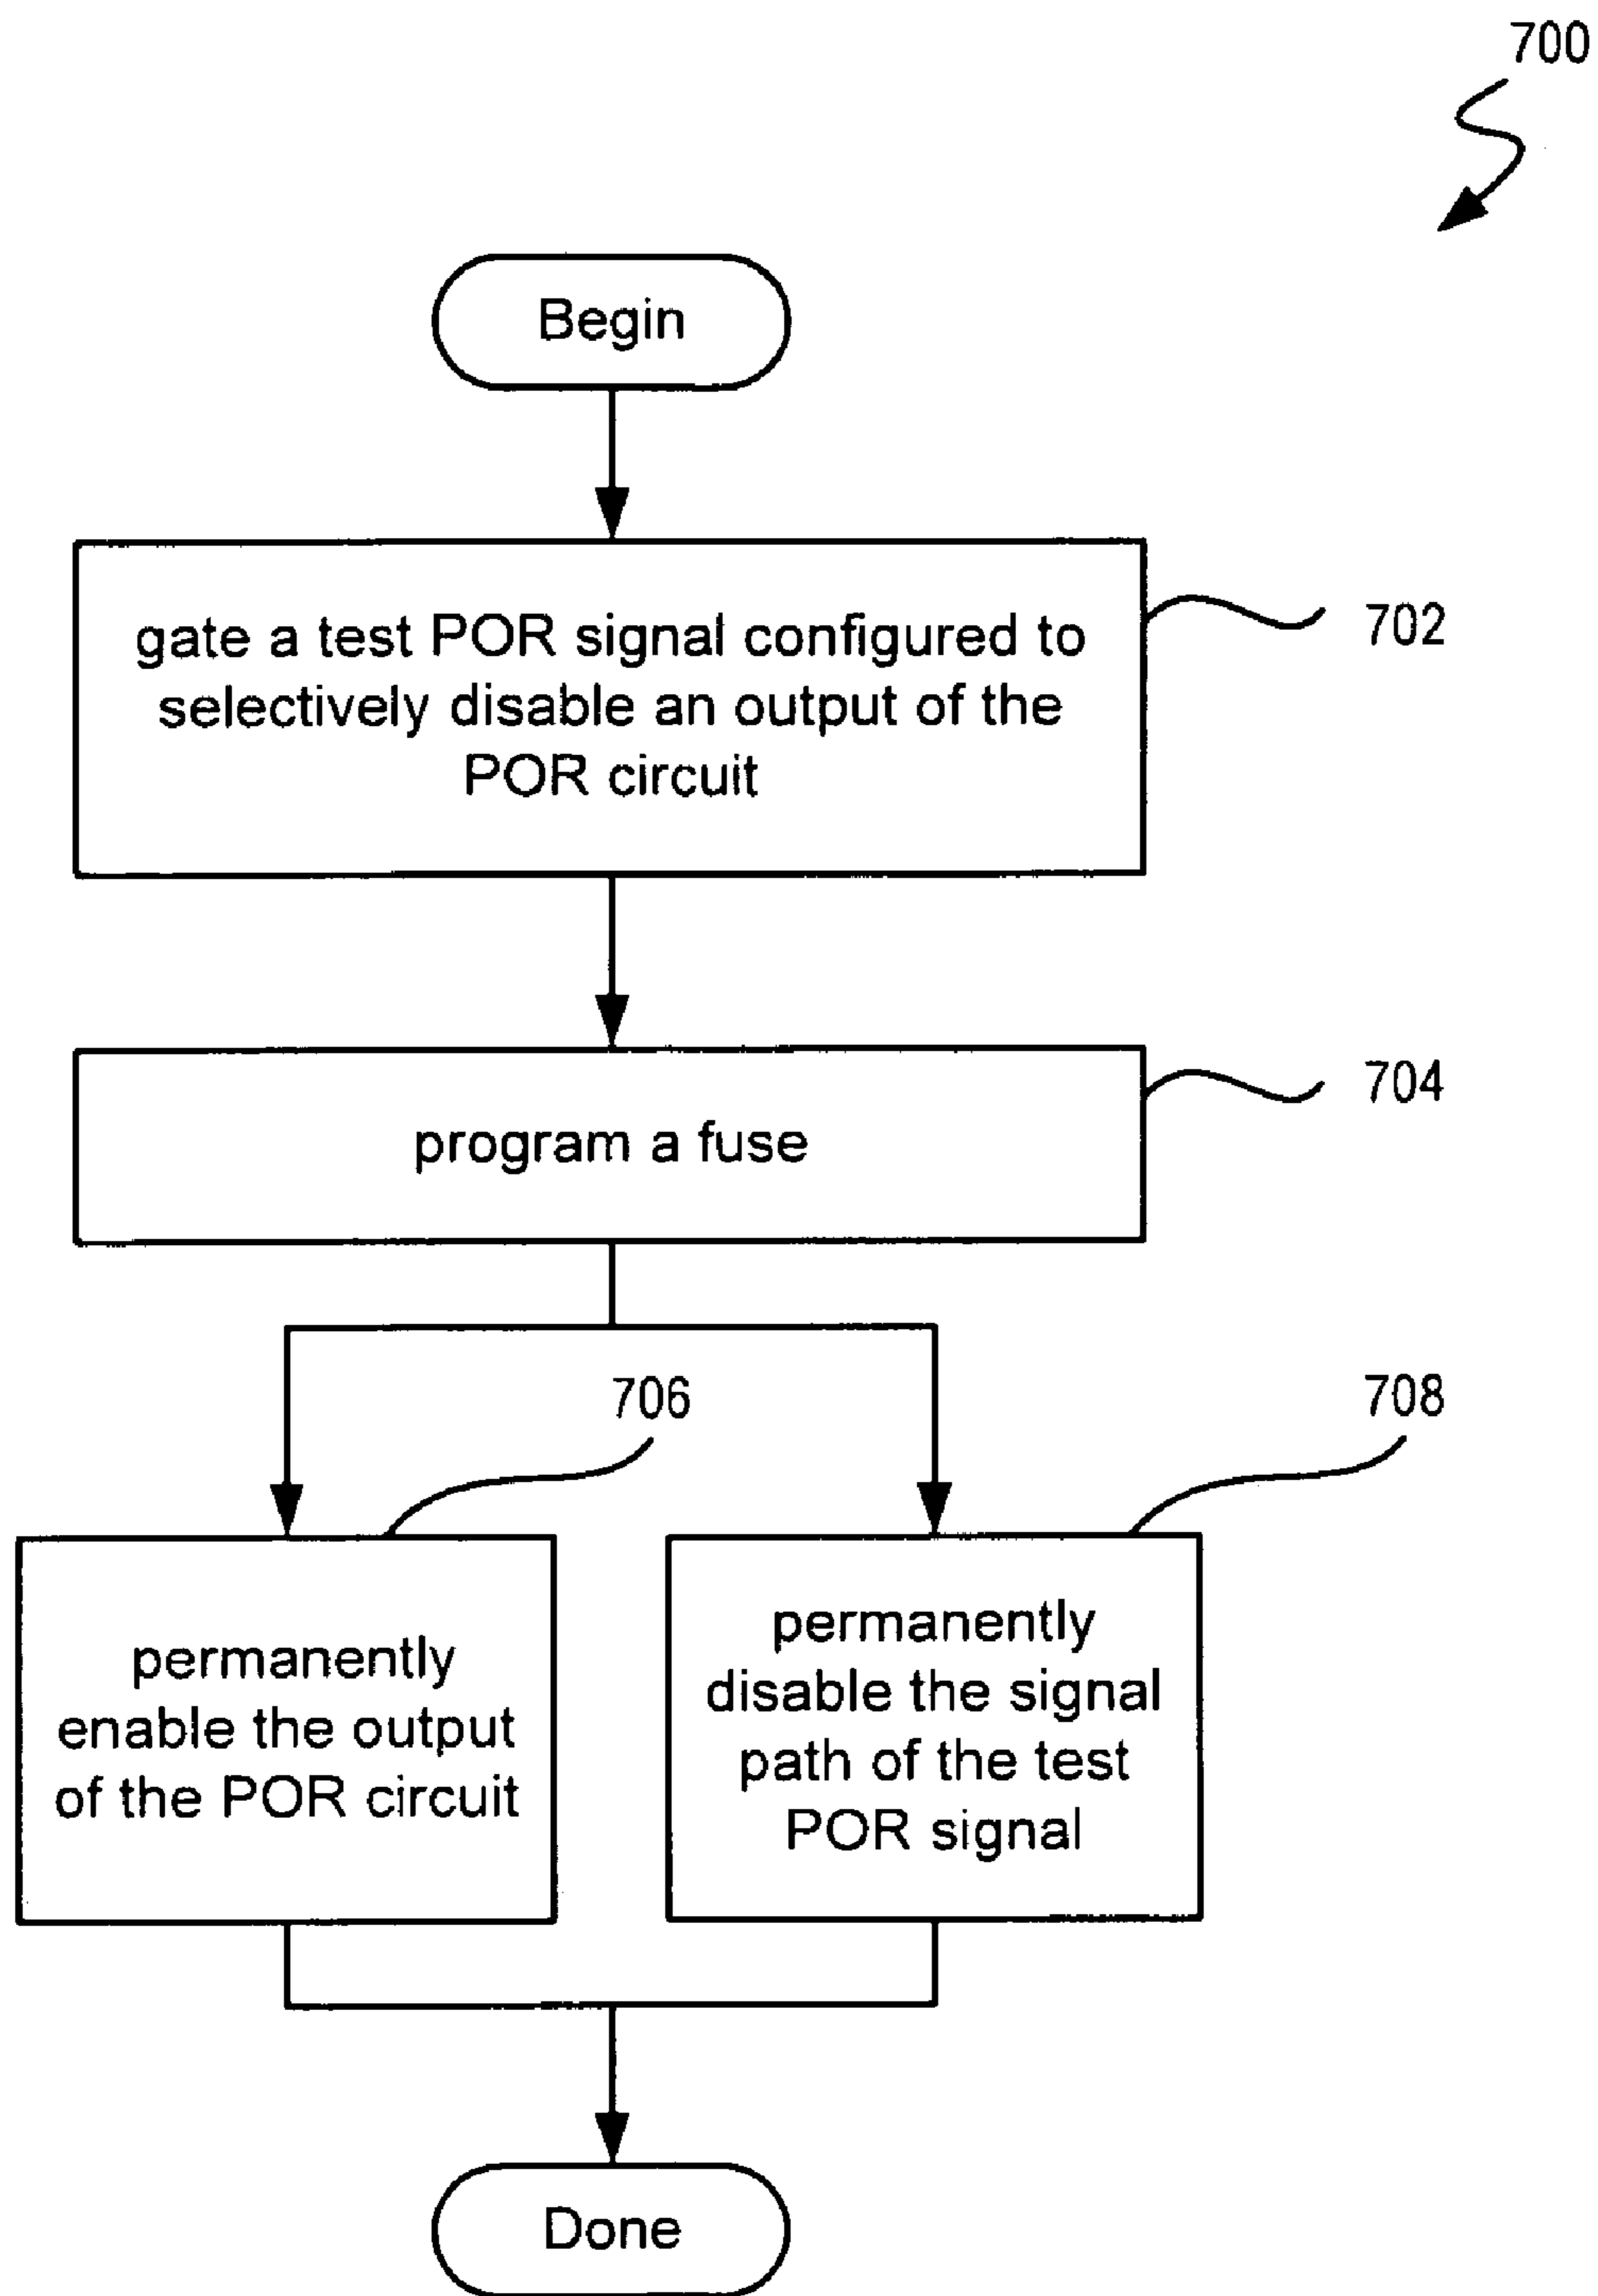 700
Begin
gate a test POR signal configured to
selectively disable an output of the
POR circuit
702
program a fuse
704
706
permanently
enable the output
of the POR circuit
708
permanently
disable the signal
path of the test
POR signal
Done